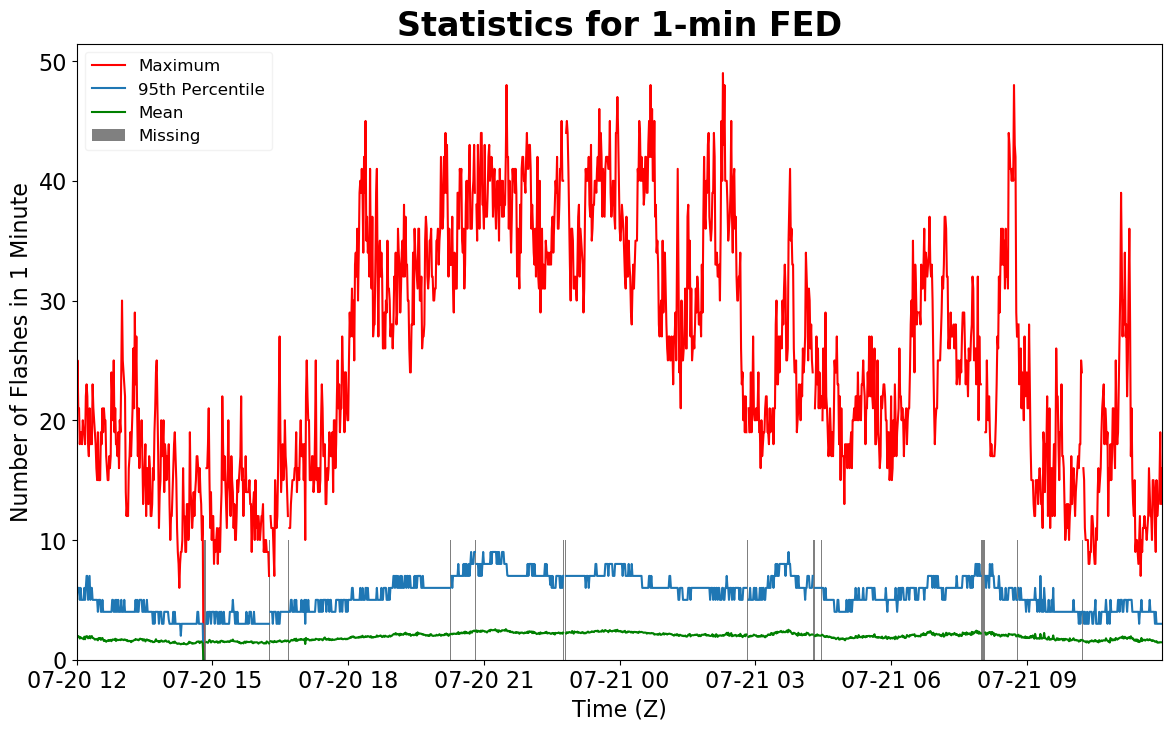 Statistics for 1-min FED
Maximum
95th Percentile
Mean
Missing
Number of Flashes in 1 Minute
50
40
30
20
10
0
07-20 12
07-20 15
07-20 18
07-20 21
07-21 00
07-21 03
07-21 06
07-21 09
Time (Z)